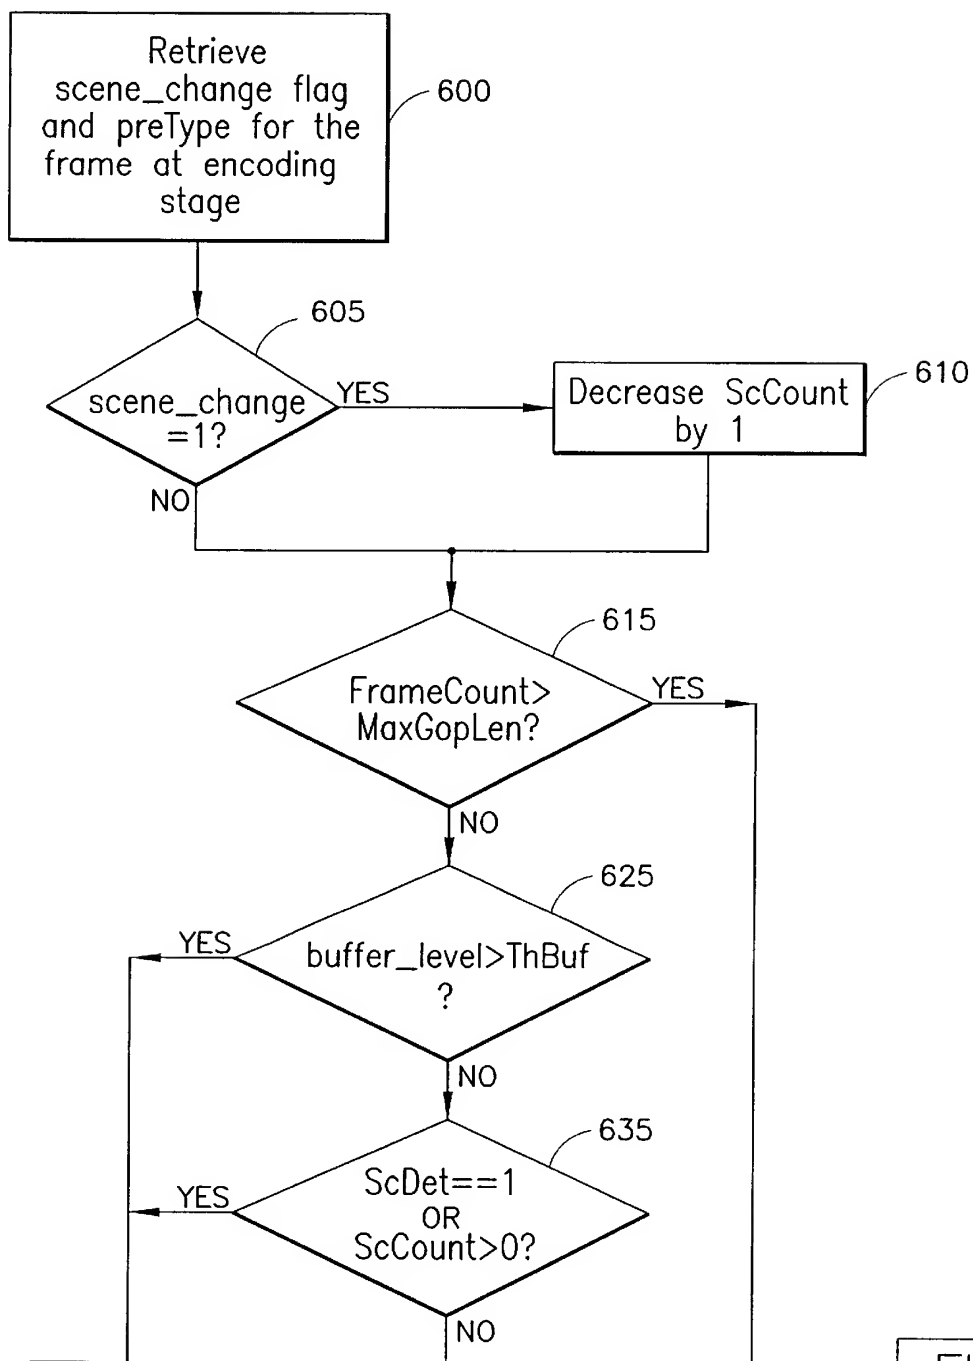 Retrieve
scene_change flag
and preType for the
frame at encoding
stage
600
605
scene_change
=1?
YES
NO
Decrease ScCount
by 1
610
615
FrameCount>
MaxGopLen?
YES
NO
625
buffer_level>ThBuf
?
YES
NO
635
ScDet==1
OR
ScCount>0?
YES
NO